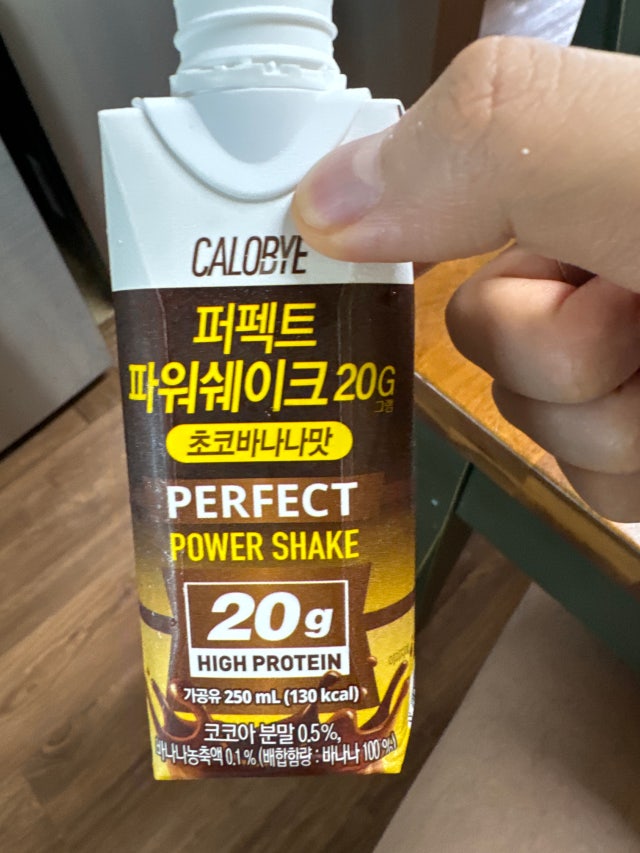 CALOBYE
퍼펙트
파워쉐이크 20G
그램
초코바나나맛
PERFECT
POWER SHAKE
20g
HIGH PROTEIN
가공유 250 mL (130 kcal)
코코아 분말 0.5%,
바나나농축액 0.1% (배합함량 : 바나나 100%)